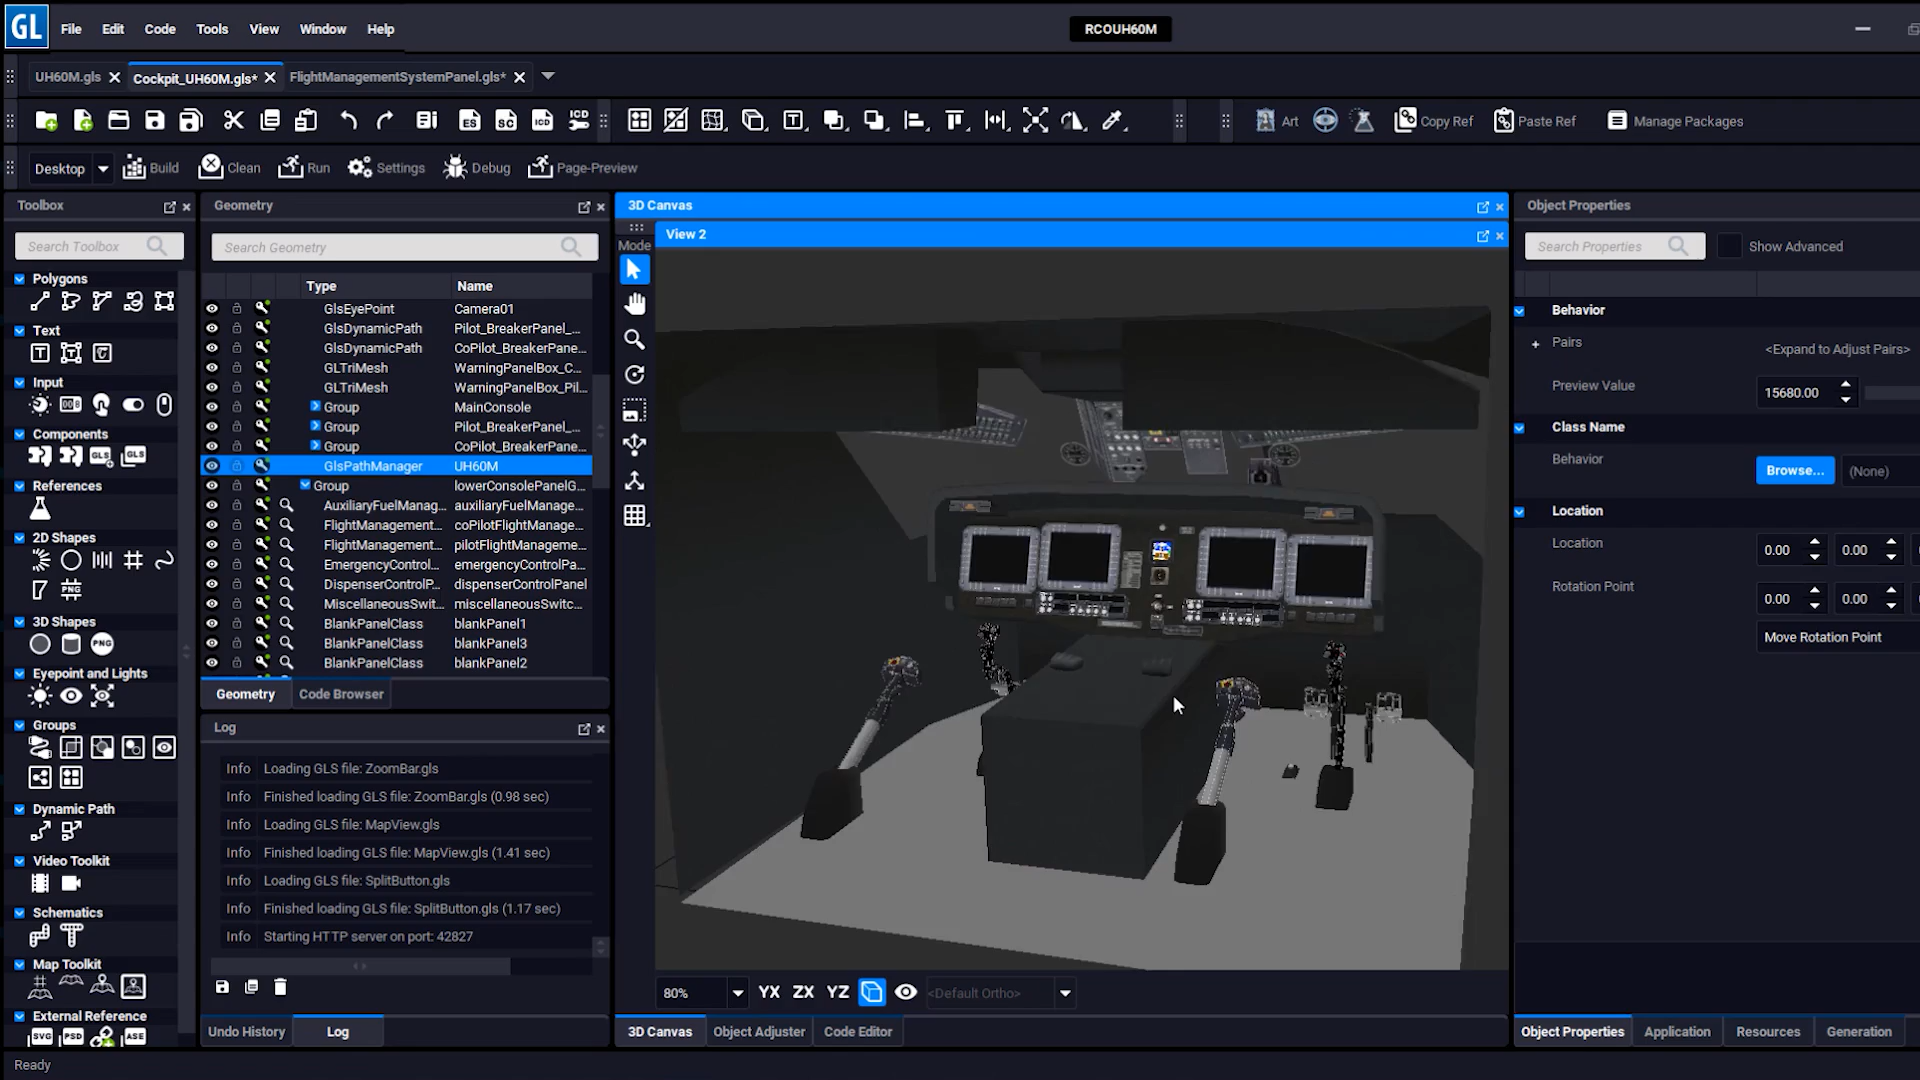 GL File Edit Code Tools View Window Help RCOUH60M
UH60M.gls Cockpit_UH60M.gls* FlightManagementSystemPanel.gls*
ES SC ICD ICD Art Copy Ref Paste Ref Manage Packages
Desktop Build Clean Run Settings Debug Page-Preview
Toolbox
Search Toolbox
Polygons
Text
Input
Components
References
2D Shapes
3D Shapes
Eyepoint and Lights
Groups
Dynamic Path
Video Toolkit
Schematics
Map Toolkit
External Reference
SVG PSD ASE
Geometry
Search Geometry
Type Name
GlsEyePoint Camera01
GlsDynamicPath Pilot_BreakerPanel_...
GlsDynamicPath CoPilot_BreakerPane...
GLTriMesh WarningPanelBox_C...
GLTriMesh WarningPanelBox_Pil...
Group MainConsole
Group Pilot_BreakerPanel_...
Group CoPilot_BreakerPane...
GlsPathManager UH60M
Group lowerConsolePanelG...
AuxiliaryFuelManag... auxiliaryFuelManage...
FlightManagement... coPilotFlightManage...
FlightManagement... pilotFlightManageme...
EmergencyControl... emergencyControlPa...
DispenserControlP... dispenserControlPanel
MiscellaneousSwit... miscellaneousSwitc...
BlankPanelClass blankPanel1
BlankPanelClass blankPanel3
BlankPanelClass blankPanel2
Geometry Code Browser
Log
Info Loading GLS file: ZoomBar.gls
Info Finished loading GLS file: ZoomBar.gls (0.98 sec)
Info Loading GLS file: MapView.gls
Info Finished loading GLS file: MapView.gls (1.41 sec)
Info Loading GLS file: SplitButton.gls
Info Finished loading GLS file: SplitButton.gls (1.17 sec)
Info Starting HTTP server on port: 42827
Undo History Log
3D Canvas
View 2
Mode
80% YX ZX YZ <Default Ortho>
3D Canvas Object Adjuster Code Editor
Object Properties
Search Properties Show Advanced
Behavior
Pairs <Expand to Adjust Pairs>
Preview Value 15680.00
Class Name
Behavior Browse... (None)
Location
Location 0.00 0.00
Rotation Point 0.00 0.00
Move Rotation Point
Object Properties Application Resources Generation
Ready